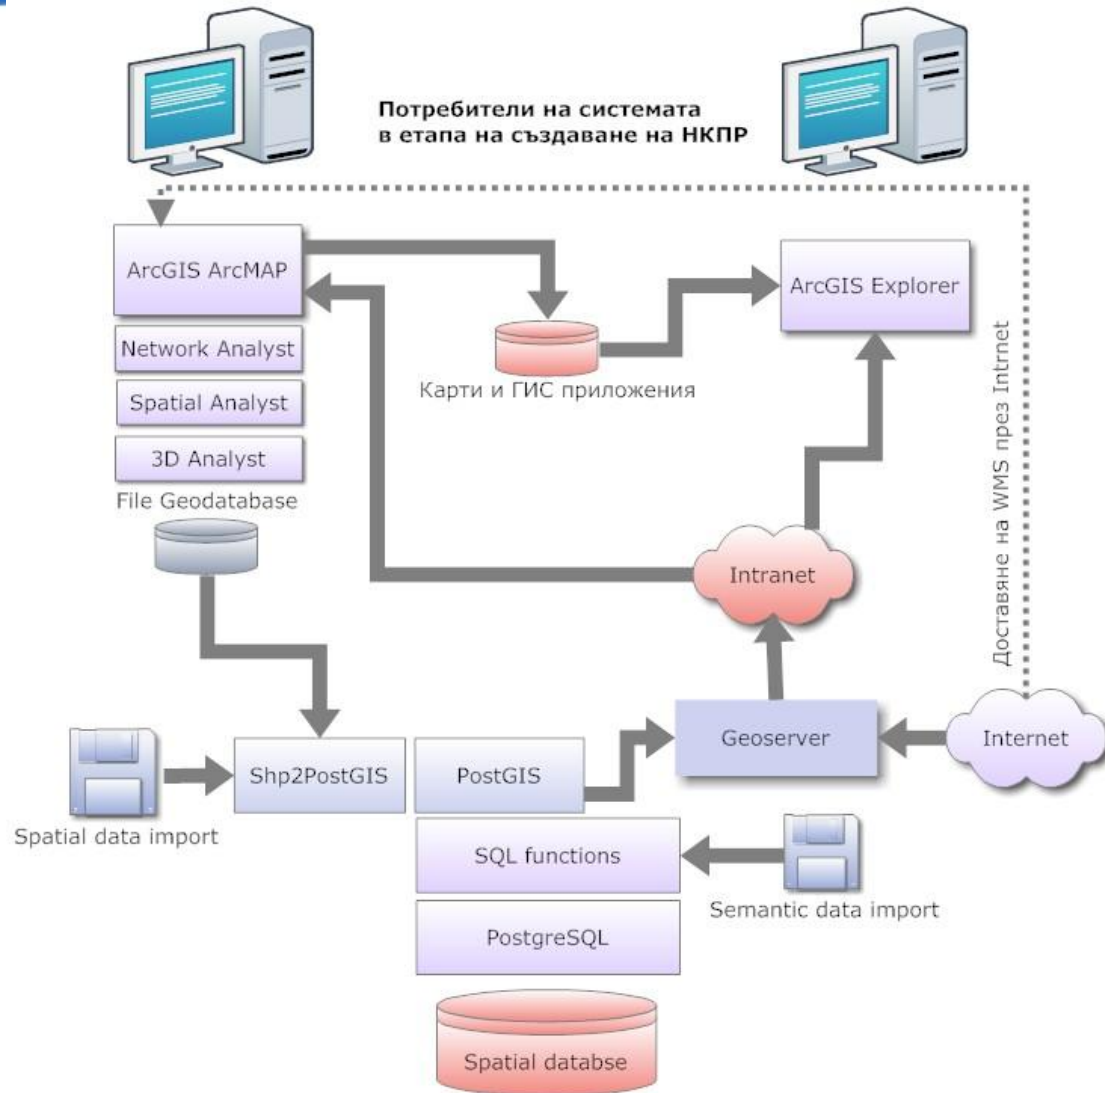 Потребители на системата
в етапа на създаване на НКПР
ArcGIS ArcMAP
ArcGIS Explorer
Network Analyst
Spatial Analyst
3D Analyst
File Geodatabase
Карти и ГИС приложения
Доставяне на WMS през Intrnet
Intranet
Geoserver
Internet
Shp2PostGIS
PostGIS
Spatial data import
SQL functions
Semantic data import
PostgreSQL
Spatial databse